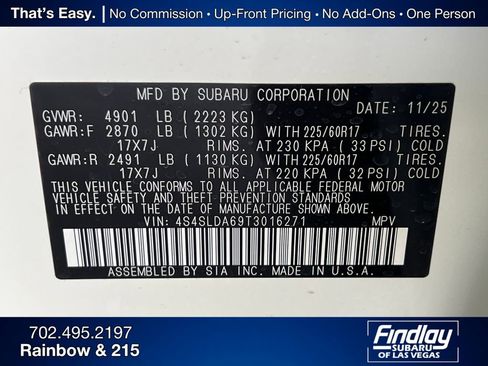 That's Easy. | No Commission • Up-Front Pricing • No Add-Ons • One Person
MFD BY SUBARU CORPORATION
DATE: 11/25
GVWR: 4901 LB (2223 KG)
GAWR:F 2870 LB (1302 KG) WITH 225/60R17 TIRES.
17X7J RIMS. AT 230 KPA (33 PSI) COLD
GAWR:R 2491 LB (1130 KG) WITH 225/60R17 TIRES.
17X7J RIMS. AT 220 KPA (32 PSI) COLD
THIS VEHICLE CONFORMS TO ALL APPLICABLE FEDERAL MOTOR
VEHICLE SAFETY AND THEFT PREVENTION STANDARDS IN
EFFECT ON THE DATE OF MANUFACTURE SHOWN ABOVE.
VIN: 4S4SLDA69T3016271 MPV
ASSEMBLED BY SIA INC. MADE IN U.S.A.
702.495.2197
Rainbow & 215
Findlay
SUBARU
OF LAS VEGAS